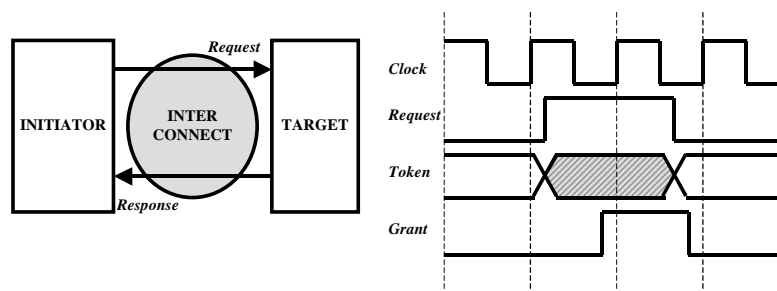 Request
INITIATOR
INTER
CONNECT
TARGET
Response
Clock
Request
Token
Grant